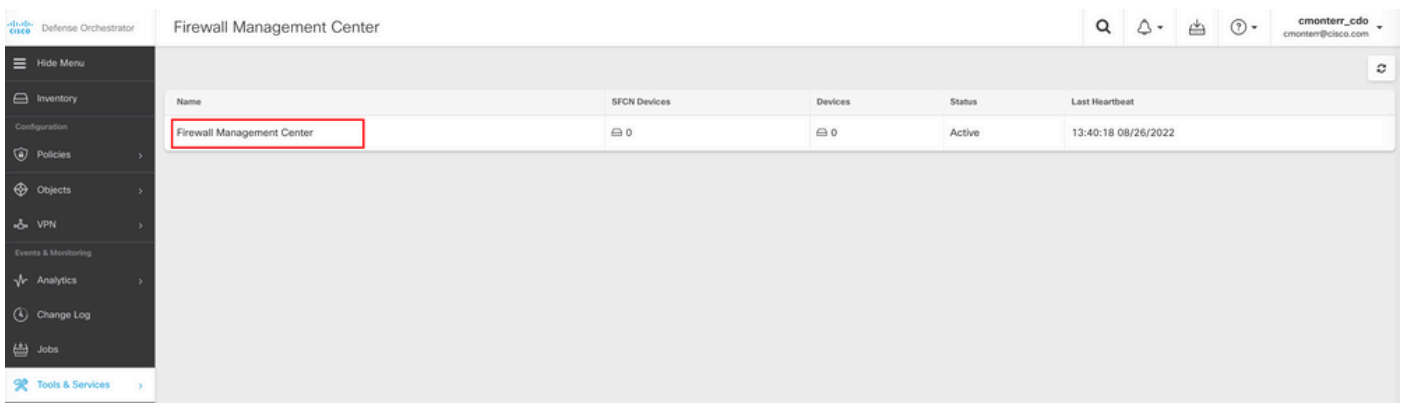 cisco Defense Orchestrator
Firewall Management Center
cmonterr_cdo
cmonterr@cisco.com
Hide Menu
Inventory
Configuration
Policies
Objects
VPN
Events & Monitoring
Analytics
Change Log
Jobs
Tools & Services
Name SFCN Devices Devices Status Last Heartbeat
Firewall Management Center 0 0 Active 13:40:18 08/26/2022